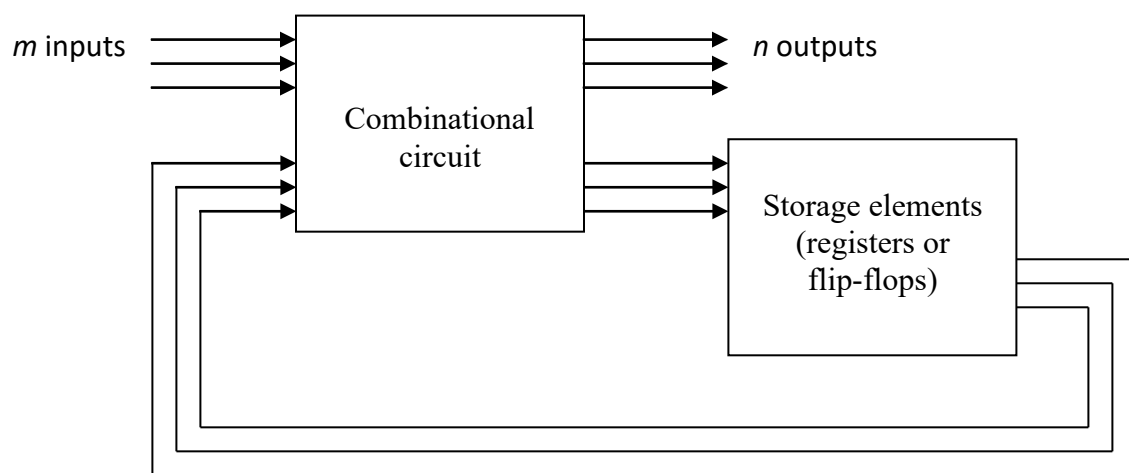 m inputs
n outputs
Combinational
circuit
Storage elements
(registers or
flip-flops)